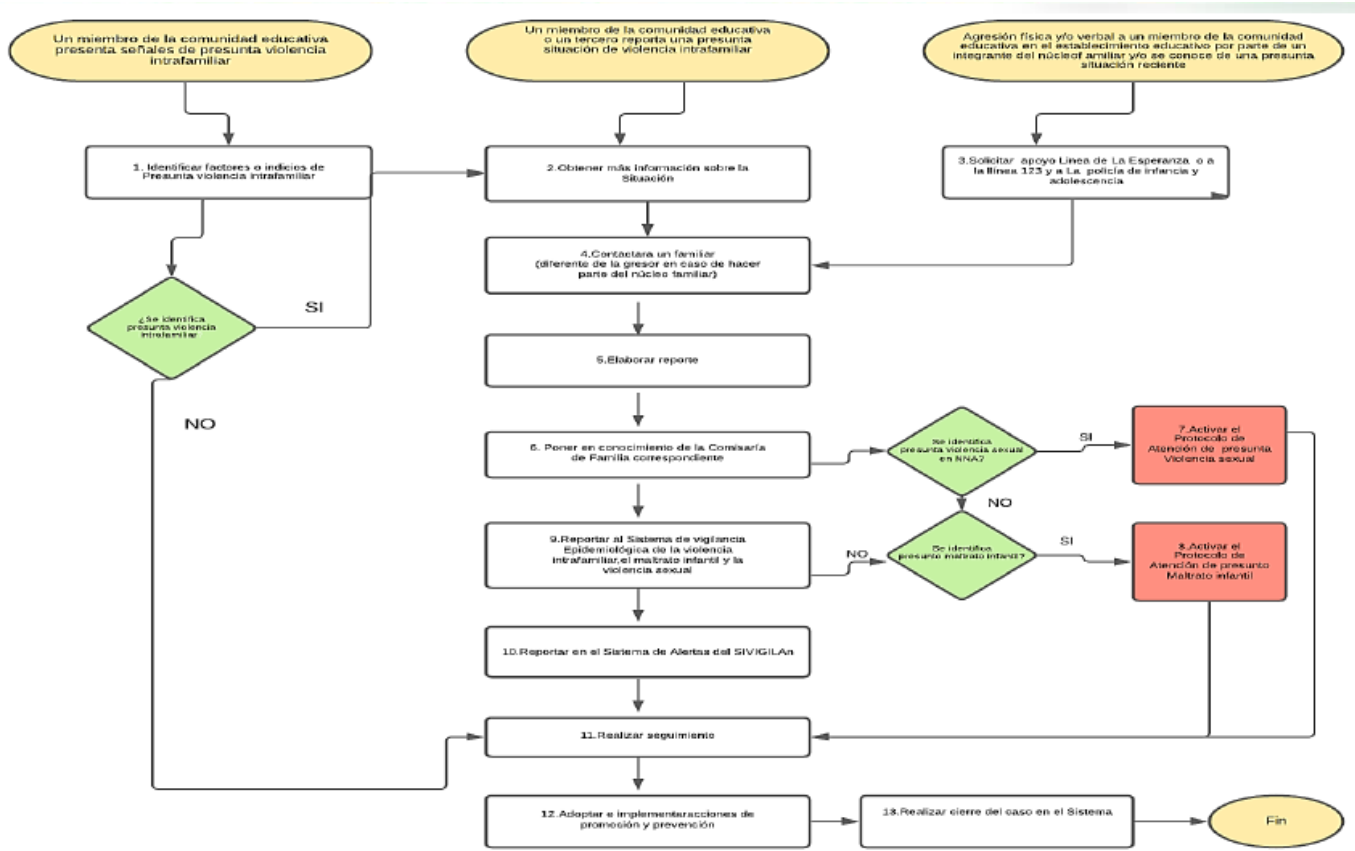 Un miembro de la comunidad educativa
presenta señales de presunta violencia
intrafamiliar
Un miembro de la comunidad educativa
o un tercero reporta una presunta
situación de violencia intrafamiliar
Agresión física y/o verbal a un miembro de la comunidad
educativa en el establecimiento educativo por parte de un
integrante del núcleof amiliar y/o se conoce de una presunta
situación reciente
1. Identificar factores o indicios de
Presunta violencia intrafamiliar
2.Obtener más información sobre la
Situación
3.Solicitar apoyo Linea de La Esperanza o a
la llínea 123 y a La policía de infancia y
adolescencia
4.Contactara un familiar
(diferente de la gresor en caso de hacer
parte del núcleo familiar)
¿Se identifica
presunta violencia
intrafamiliar
SI
NO
5.Elaborar reporte
6. Poner en conocimiento de la Comisaría
de Familia correspondiente
Se identifica
presunta violencia sexual
en NNA?
SI
7.Activar el
Protocolo de
Atención de presunta
Violencia sexual
NO
9.Reportar al Sistema de vigilancia
Epidemiológica de la violencia
intrafamiliar,el maltrato infantil y la
violencia sexual
NO
Se identifica
presunto maltrato infantil?
SI
8.Activar el
Protocolo de
Atención de presunto
Maltrato infantil
10.Reportar en el Sistema de Alertas del SIVIGILAn
11.Realizar seguimiento
12.Adoptar e implementaracciones de
promoción y prevención
13.Realizar cierre del caso en el Sistema
Fin